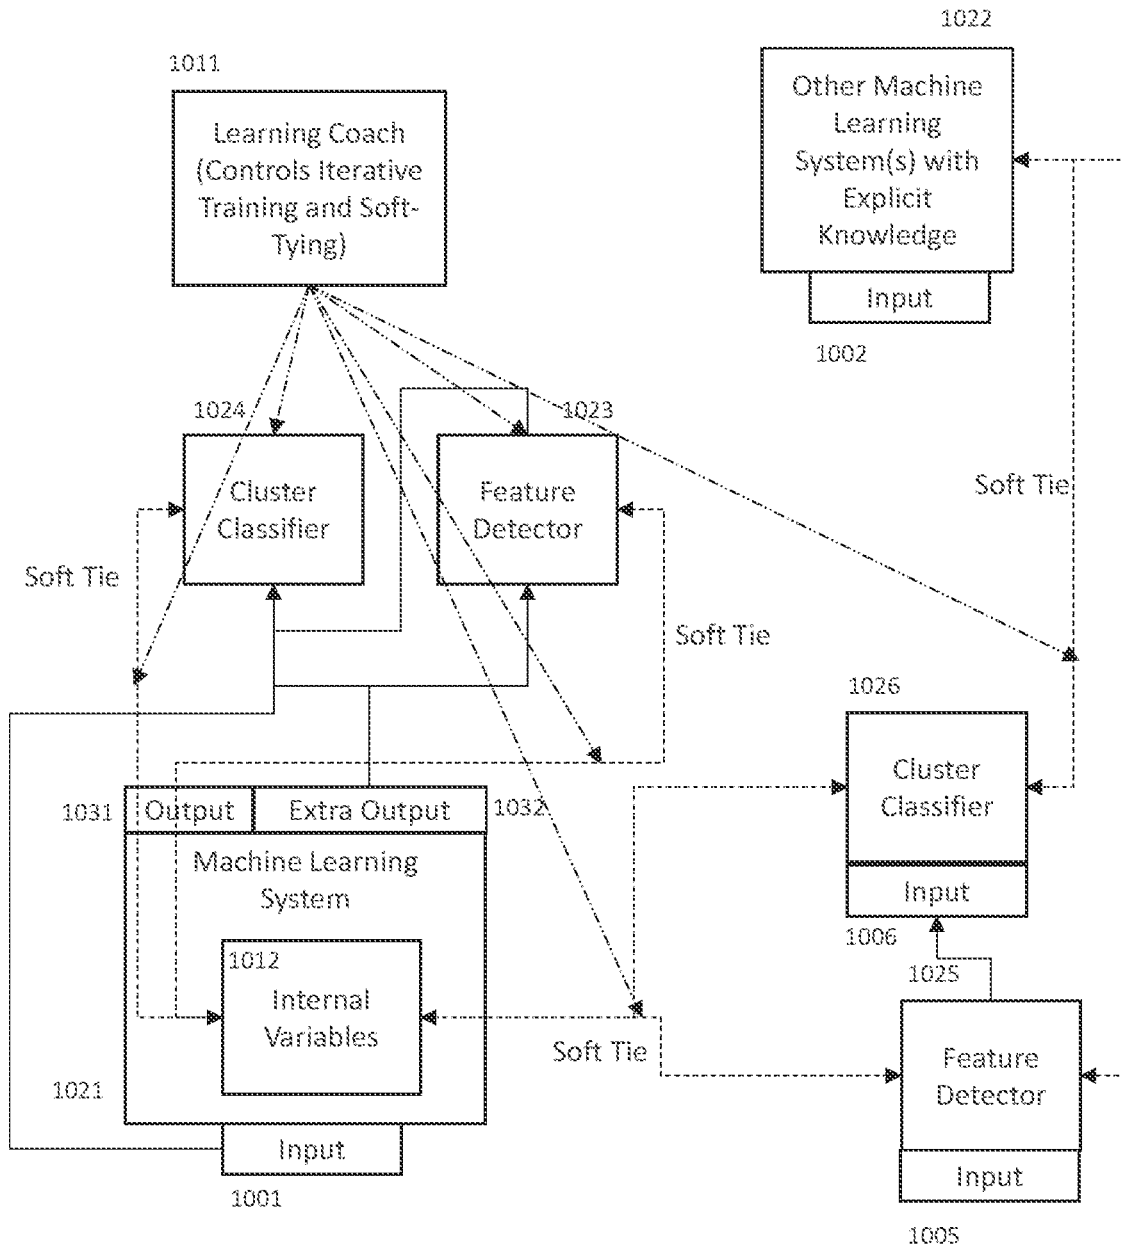 1022
1011
Other Machine
Learning
System(s) with
Explicit
Knowledge
Learning Coach
(Controls Iterative
Training and Soft-
Tying)
Input
1002
1024
1023
Cluster
Classifier
Feature
Detector
Soft Tie
Soft Tie
Soft Tie
1026
Cluster
Classifier
Input
1006
1031
Output
Extra Output
1032
Machine Learning
System
1012
Internal
Variables
1025
Soft Tie
Feature
Detector
Input
1005
1021
Input
1001